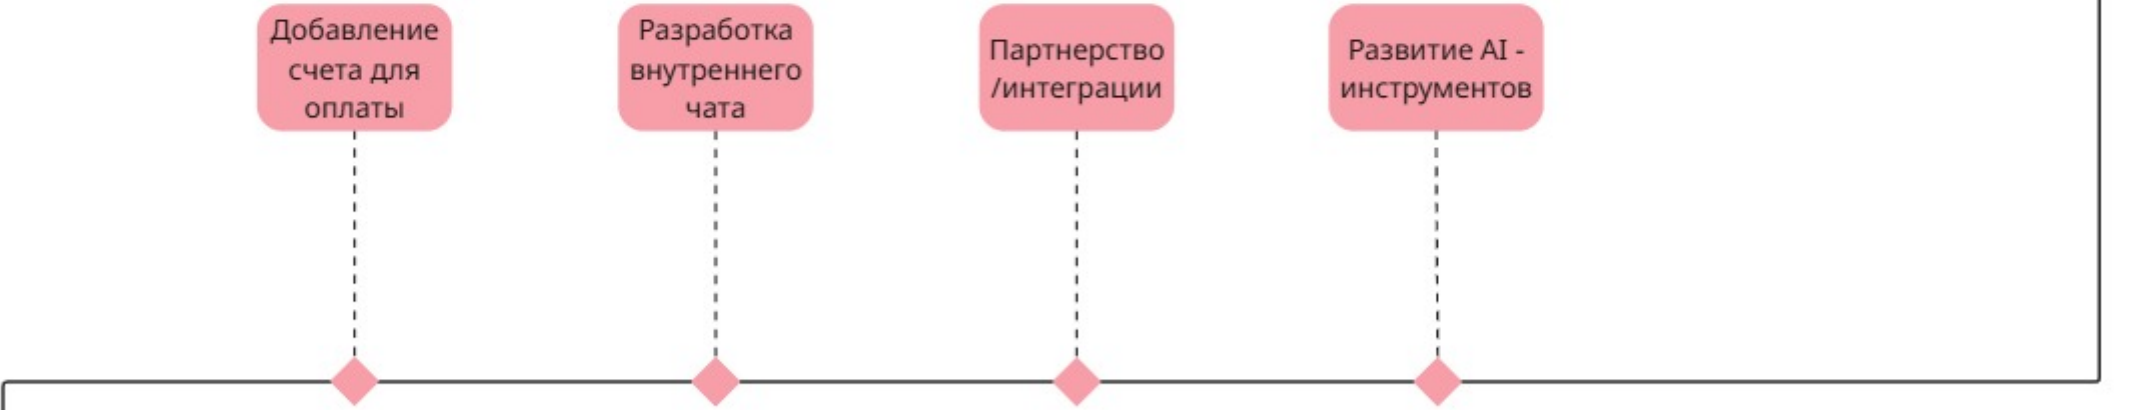 Добавление
счета для
оплаты
Разработка
внутреннего
чата
Партнерство
/интеграции
Развитие AI -
инструментов